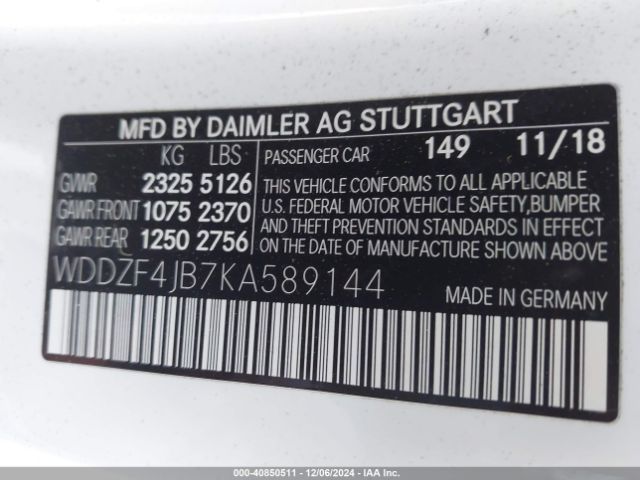 MFD BY DAIMLER AG STUTTGART
KG LBS
GVWR 2325 5126
GAWR FRONT 1075 2370
GAWR REAR 1250 2756
PASSENGER CAR 149 11/18
THIS VEHICLE CONFORMS TO ALL APPLICABLE
U.S. FEDERAL MOTOR VEHICLE SAFETY,BUMPER
AND THEFT PREVENTION STANDARDS IN EFFECT
ON THE DATE OF MANUFACTURE SHOWN ABOVE
WDDZF4JB7KA589144
MADE IN GERMANY
000-40850511 - 12/06/2024 - IAA Inc.